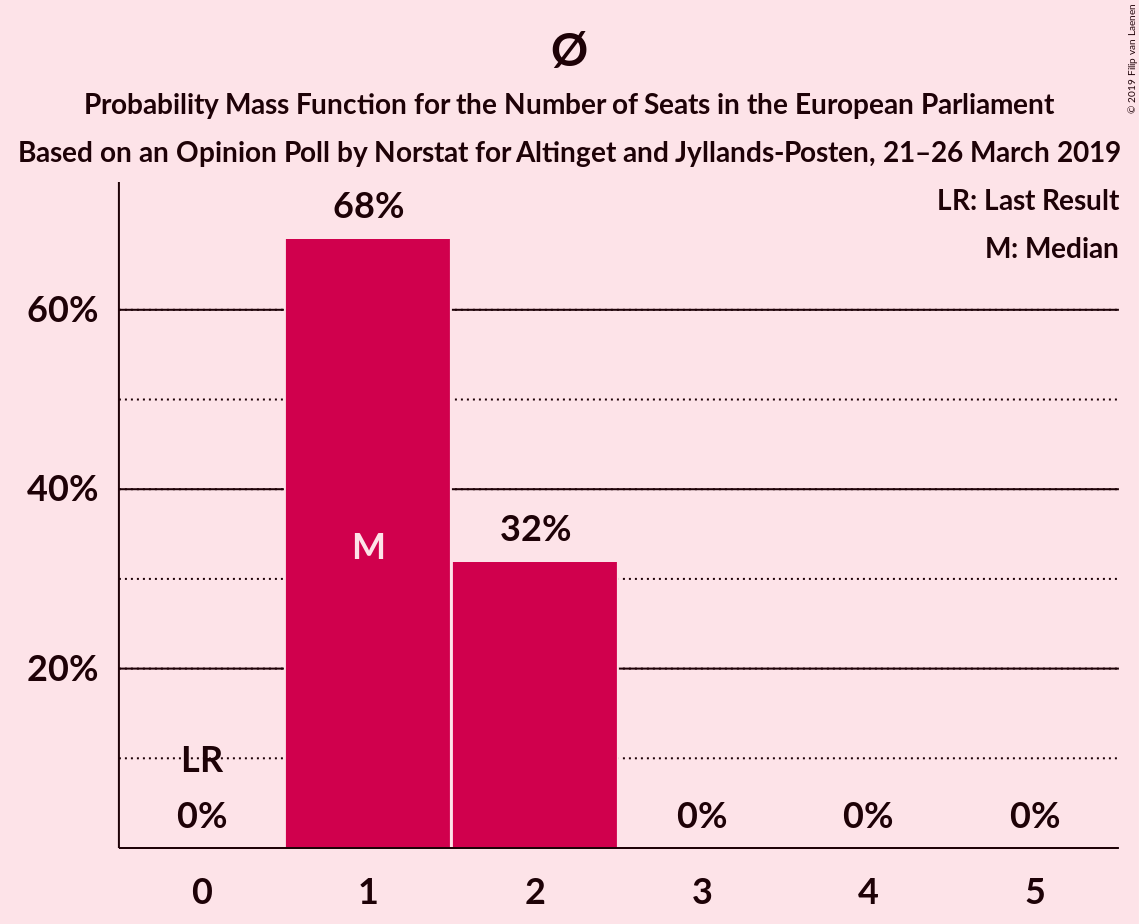 Ø
Probability Mass Function for the Number of Seats in the European Parliament
Based on an Opinion Poll by Norstat for Altinget and Jyllands-Posten, 21–26 March 2019
© 2019 Filip van Laenen
LR: Last Result
M: Median
68%
60%
40%
32%
M
20%
LR
0%
0%
0%
0%
0 1 2 3 4 5